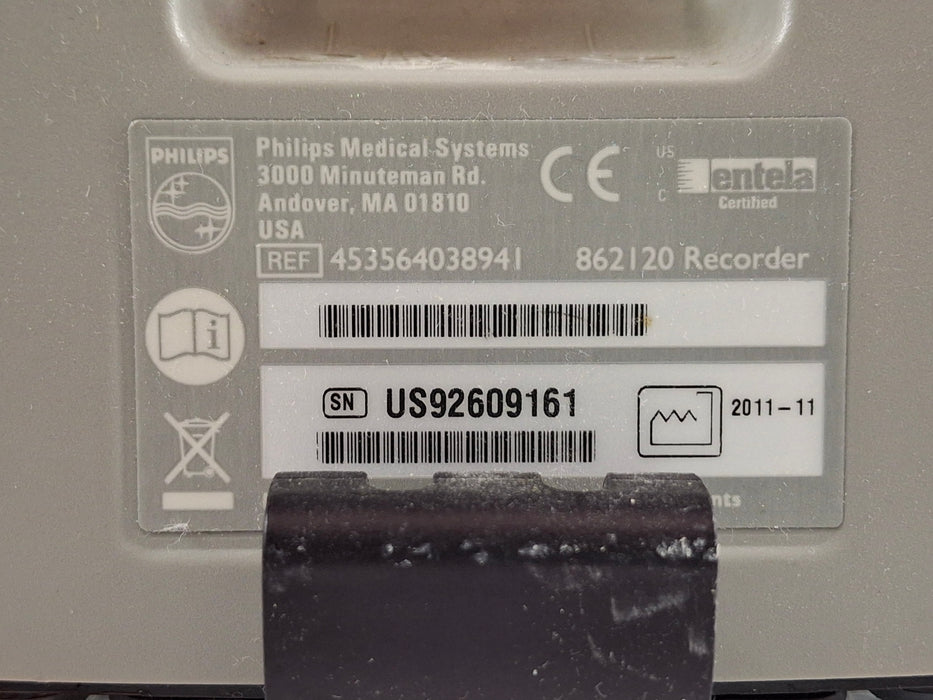 PHILIPS
Philips Medical Systems
3000 Minuteman Rd.
Andover, MA 01810
USA
CE
US
C
entela
Certified
REF 453564038941 862120 Recorder
i
SN US92609161
2011-11